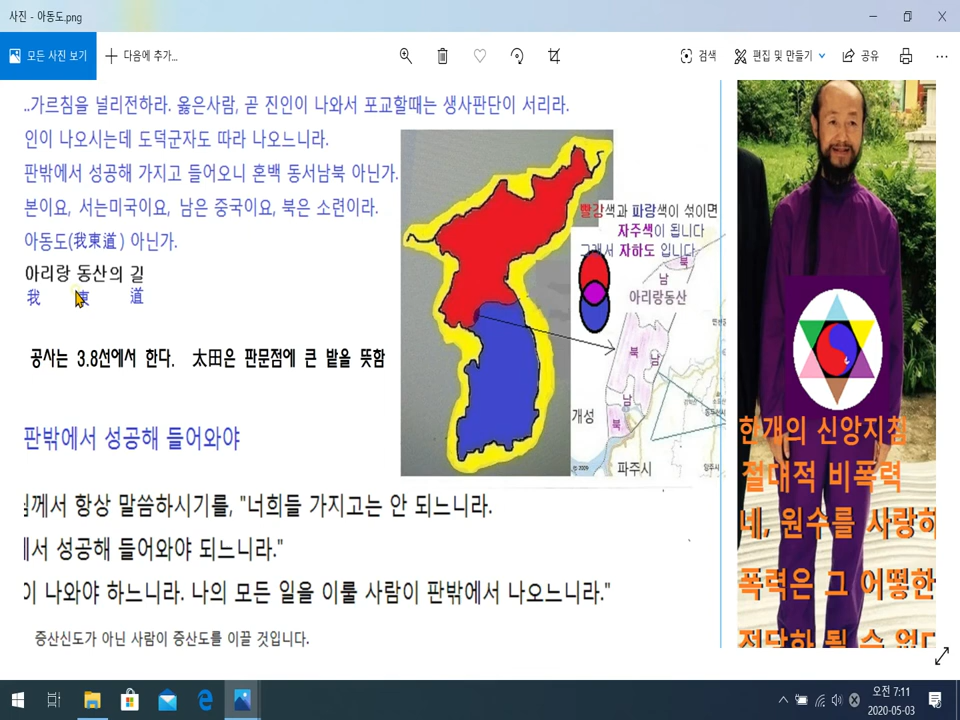 사진 - 아동도.png
모든 사진 보기
다음에 추가...
검색
편집 및 만들기
공유
..가르침을 널리전하라. 옳은사람, 곧 진인이 나와서 포교할때는 생사판단이 서리라.
인이 나오시는데 도덕군자도 따라 나오느니라.
판밖에서 성공해 가지고 들어오니 혼백 동서남북 아닌가.
본이요, 서는미국이요, 남은 중국이요, 북은 소련이라.
아동도(我東道) 아닌가.
아리랑 동산의 길
我 東 道
공사는 3.8선에서 한다. 太田은 판문점에 큰 밭을 뜻함
판밖에서 성공해 들어와야
께서 항상 말씀하시기를, "너희들 가지고는 안 되느니라.
서 성공해 들어와야 되느니라."
이 나와야 하느니라. 나의 모든 일을 이룰 사람이 판밖에서 나오느니라."
증산신도가 아닌 사람이 증산도를 이끌 것입니다.
빨강색과 파랑색이 섞이면
자주색이 됩니다
그래서 자하도 입니다
북
남
아리랑동산
북 남
남
북
개성
파주시
한개의 신앙지침
절대적 비폭력
네, 원수를 사랑하
폭력은 그 어떻한
정당화 될 수 없다
오전 7:11
2020-05-03